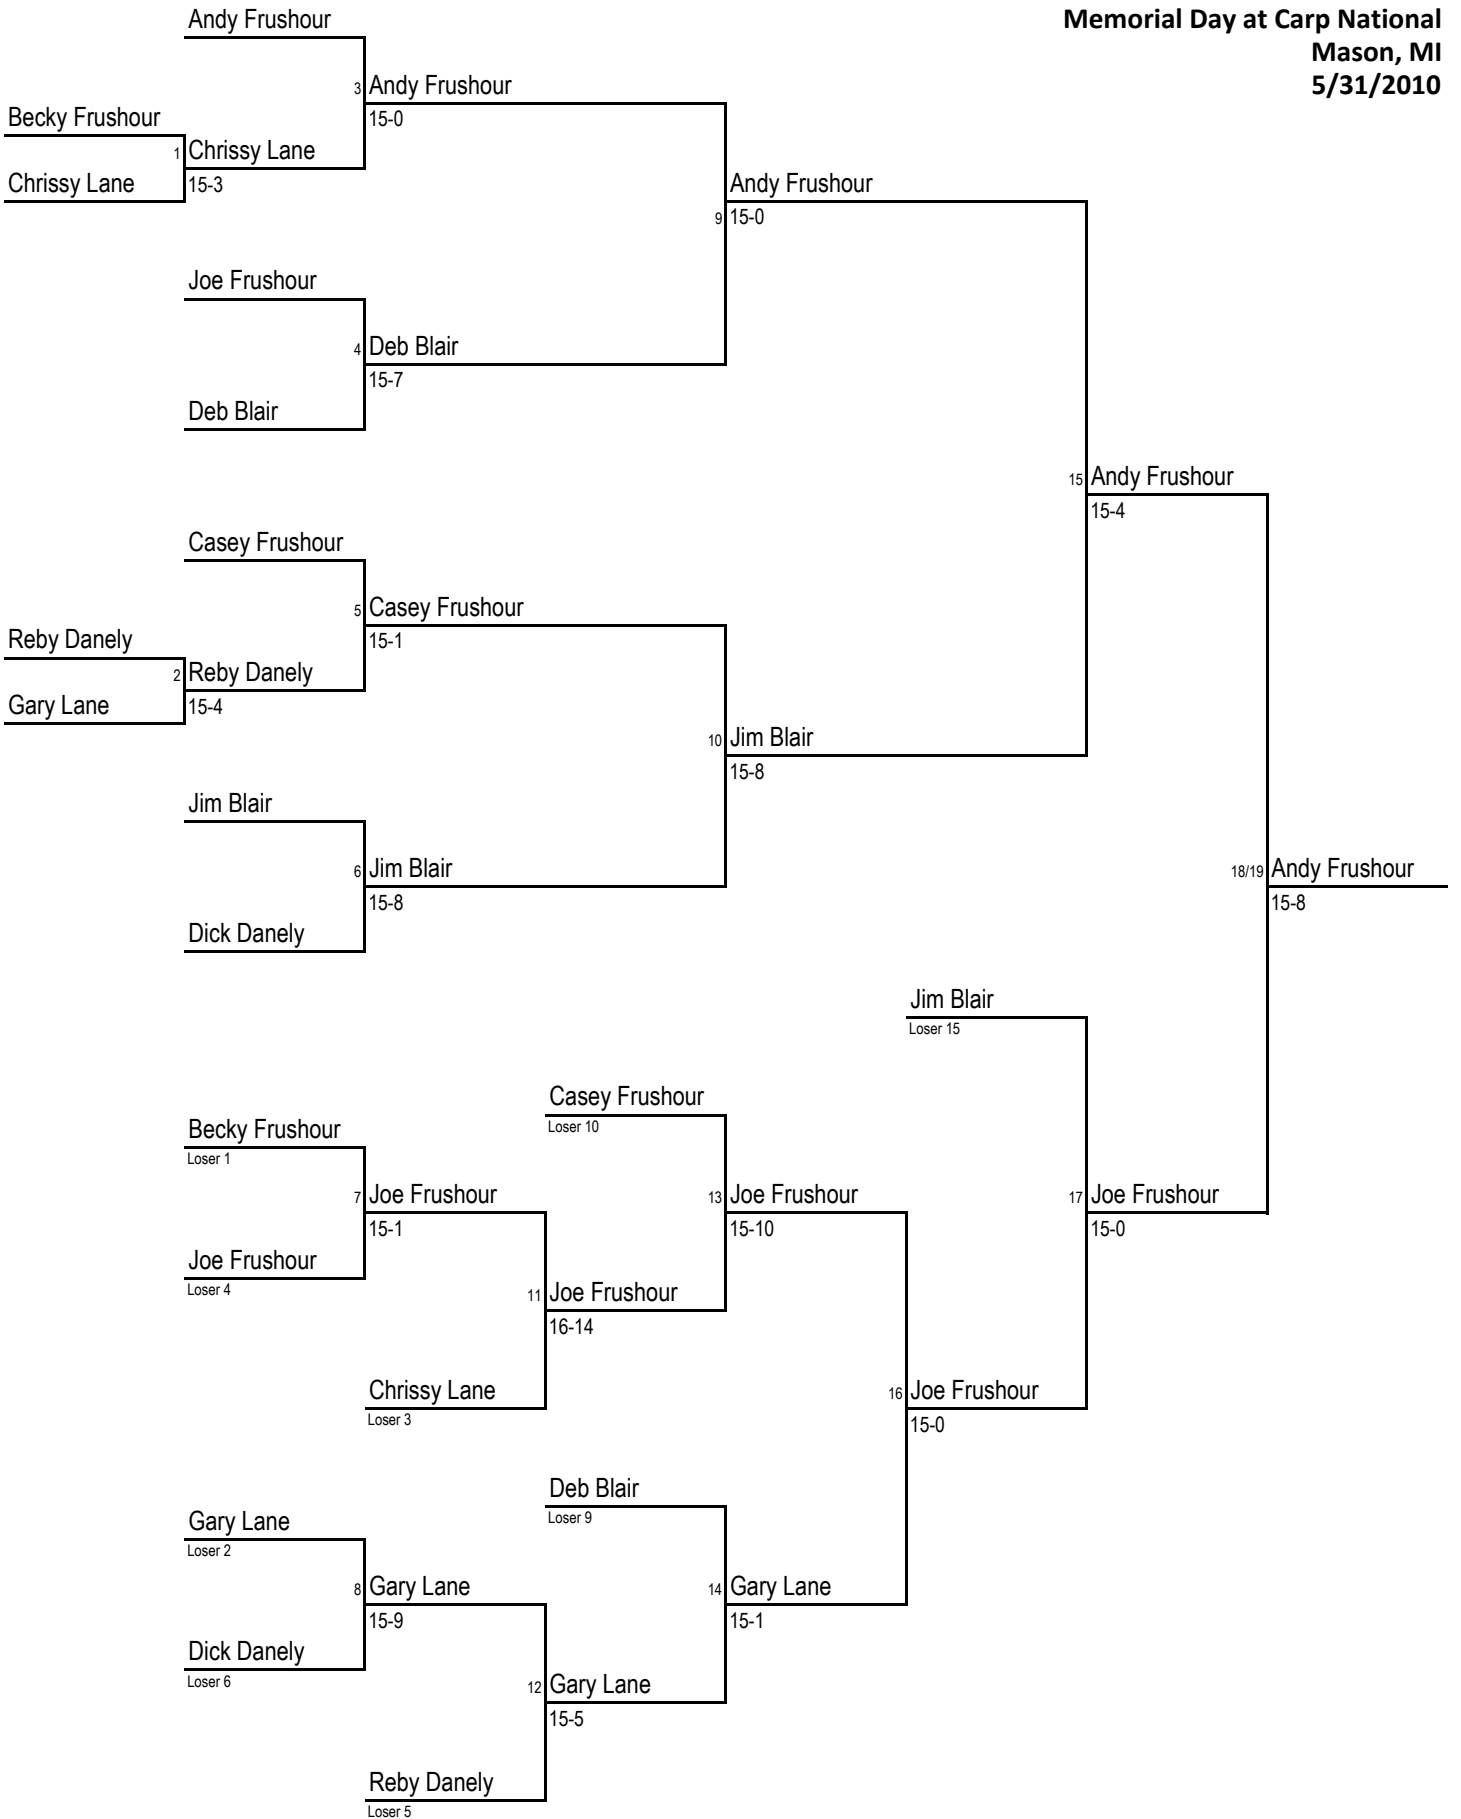 Andy Frushour
Memorial Day at Carp National
Mason, MI
5/31/2010
3 Andy Frushour
15-0
Becky Frushour
1 Chrissy Lane
Chrissy Lane
15-3
Andy Frushour
9 15-0
Joe Frushour
4 Deb Blair
15-7
Deb Blair
15 Andy Frushour
15-4
Casey Frushour
5 Casey Frushour
15-1
Reby Danely
2 Reby Danely
Gary Lane
15-4
10 Jim Blair
15-8
Jim Blair
6 Jim Blair
15-8
18/19 Andy Frushour
15-8
Dick Danely
Jim Blair
Loser 15
Casey Frushour
Loser 10
Becky Frushour
Loser 1
7 Joe Frushour
15-1
13 Joe Frushour
15-10
17 Joe Frushour
15-0
Joe Frushour
Loser 4
11 Joe Frushour
16-14
Chrissy Lane
Loser 3
16 Joe Frushour
15-0
Deb Blair
Loser 9
Gary Lane
Loser 2
8 Gary Lane
15-9
14 Gary Lane
15-1
Dick Danely
Loser 6
12 Gary Lane
15-5
Reby Danely
Loser 5